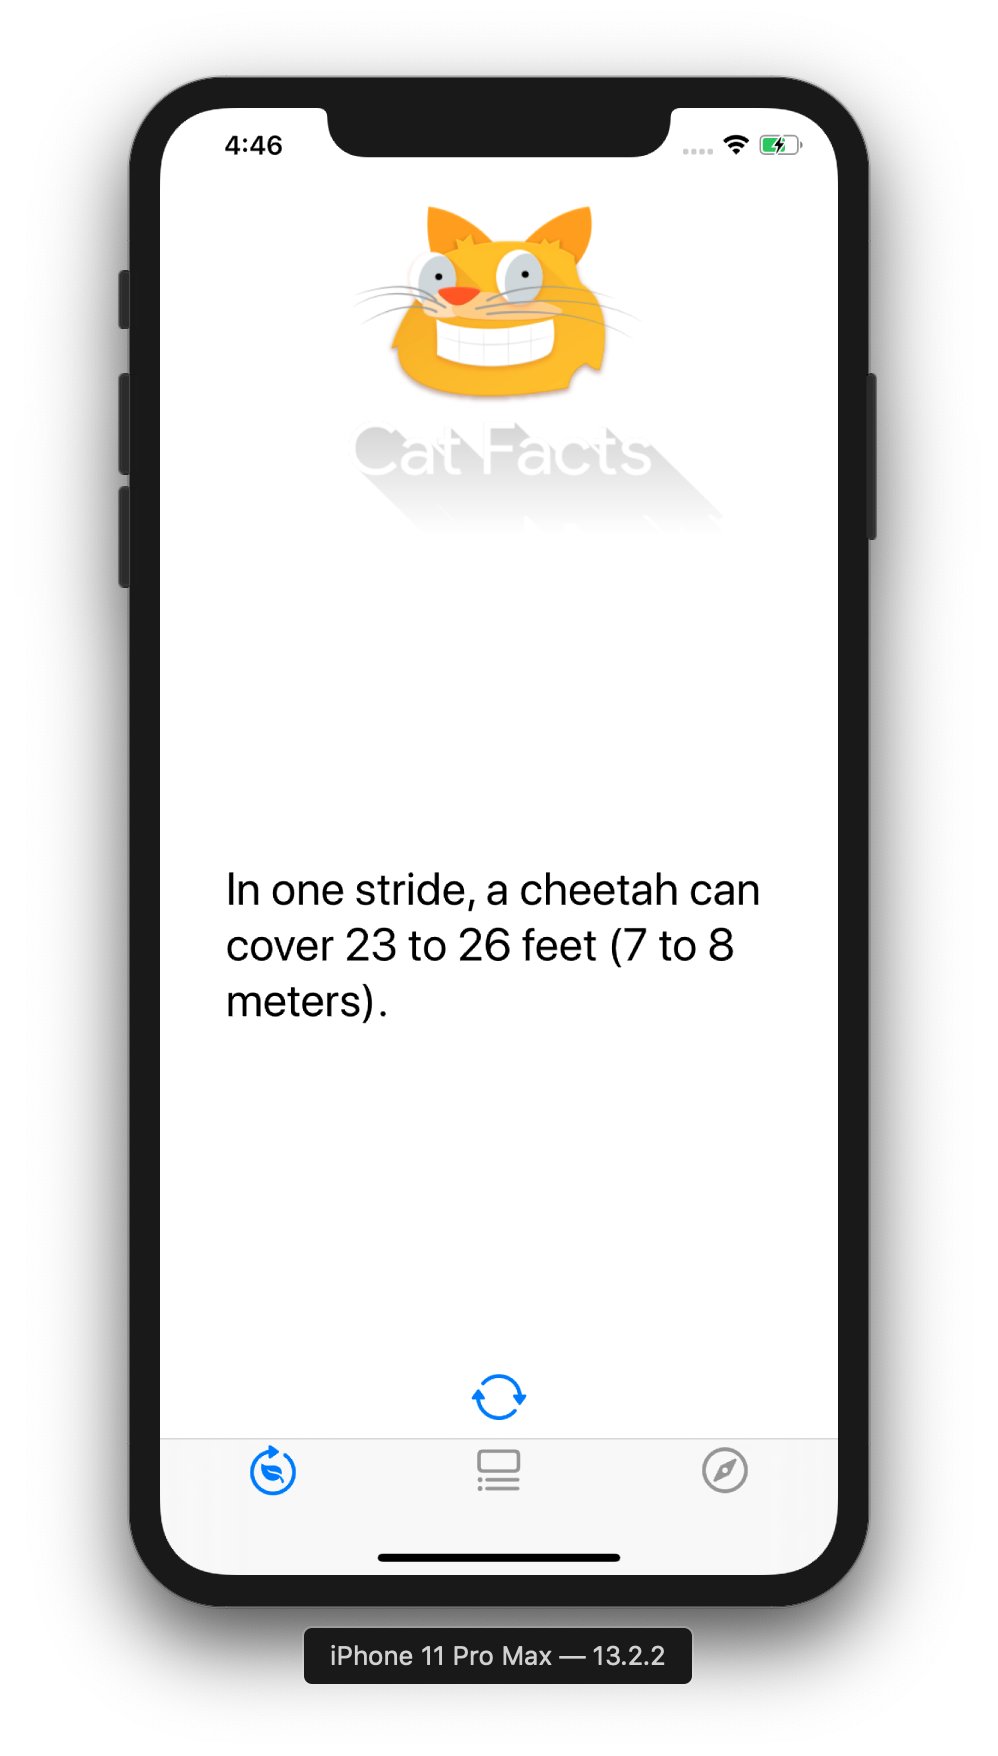 4:46
Cat Facts
In one stride, a cheetah can
cover 23 to 26 feet (7 to 8
meters).
iPhone 11 Pro Max — 13.2.2